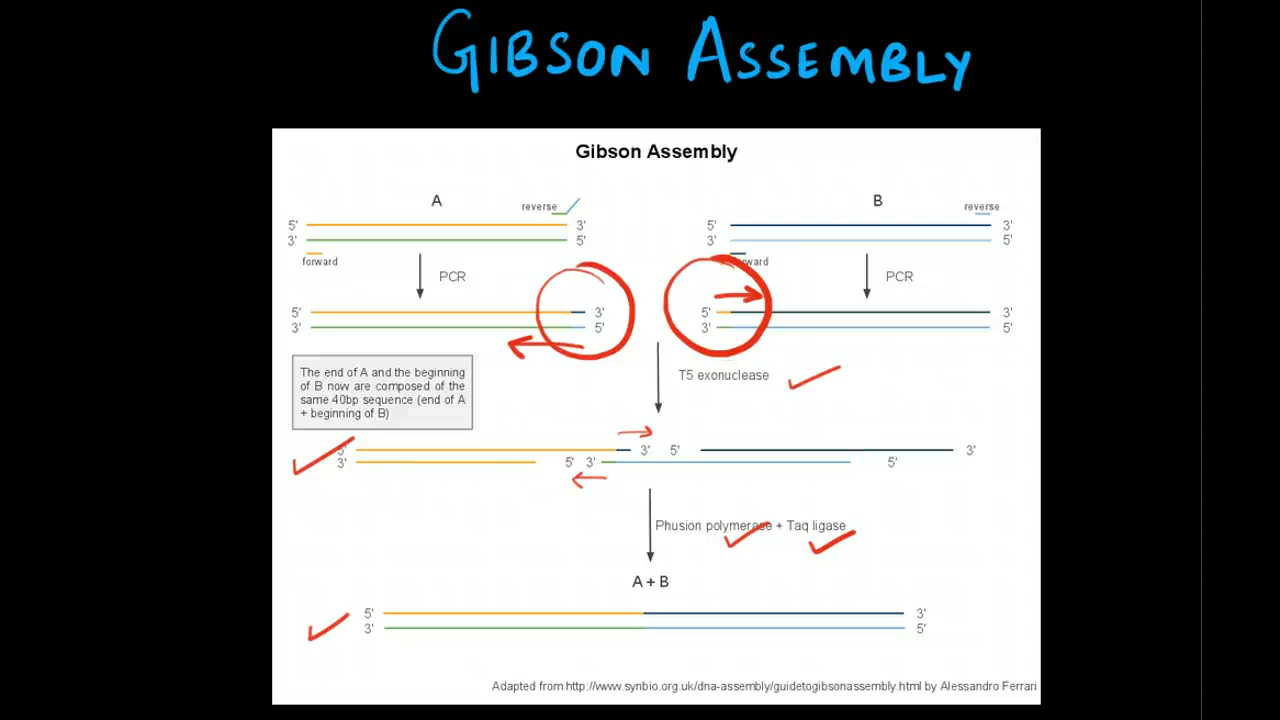 GIBSON ASSEMBLY
Gibson Assembly
A
B
reverse
reverse
5' 3' 5' 3'
3' 5' 3' 5'
forward
PCR
PCR
5' 3' 5' 3'
3' 5' 3' 5'
T5 exonuclease
The end of A and the beginning
of B now are composed of the
same 40bp sequence (end of A
+ beginning of B)
3' 5' 3'
3' 5' 3' 5'
Phusion polymerase + Taq ligase
A + B
5' 3'
3' 5'
Adapted from http://www.synbio.org.uk/dna-assembly/guidetogibsonassembly.html by Alessandro Ferrari